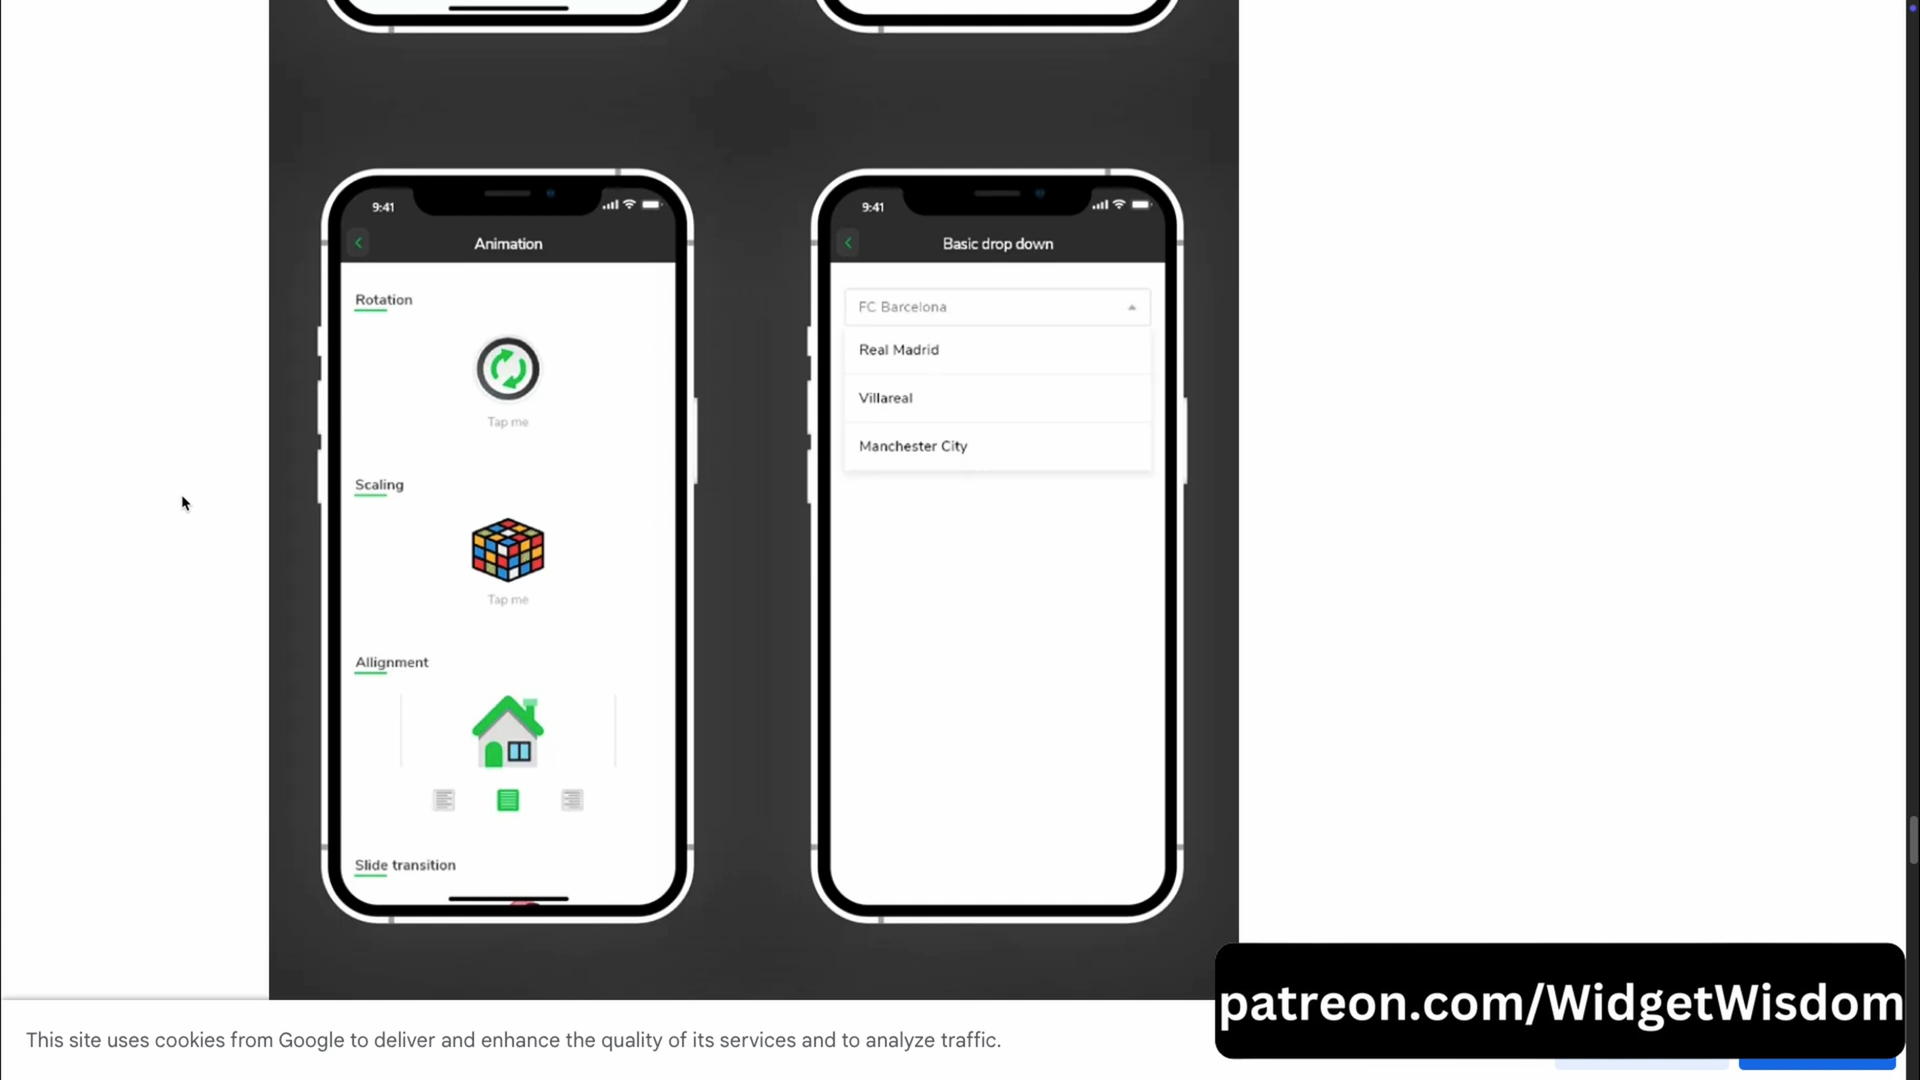 9:41
Animation
Rotation
Tap me
Scaling
Tap me
Allignment
Slide transition
9:41
Basic drop down
FC Barcelona
Real Madrid
Villareal
Manchester City
This site uses cookies from Google to deliver and enhance the quality of its services and to analyze traffic.
patreon.com/WidgetWisdom